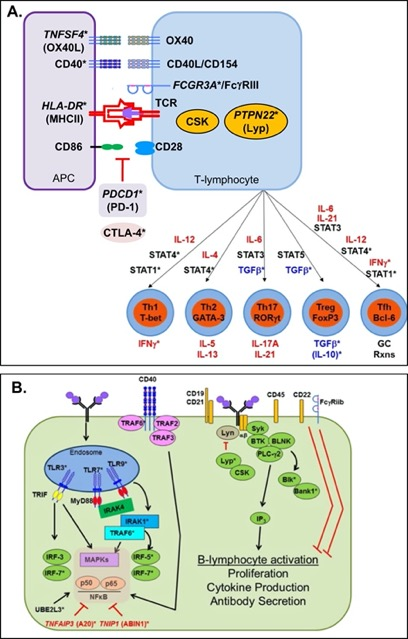 A.
TNFSF4*
(OX40L)
OX40
CD40*
CD40L/CD154
FCGR3A*/FcγRIII
HLA-DR*
(MHCII)
TCR
CSK
PTPN22*
(Lyp)
CD86
CD28
APC
T-lymphocyte
PDCD1*
(PD-1)
CTLA-4*
IL-12
STAT4*
STAT1*
IL-4
STAT4*
IL-6
STAT3
TGFβ*
STAT5
TGFβ*
IL-6
IL-21
STAT3
IL-12
STAT4*
IFNγ*
STAT1*
Th1
T-bet
Th2
GATA-3
Th17
RORγt
Treg
FoxP3
Tfh
Bcl-6
IFNγ*
IL-5
IL-13
IL-17A
IL-21
TGFβ*
(IL-10)*
GC
Rxns
B.
CD40
CD19
CD21
CD45
CD22
FcγRIIb
TRAF6*
TRAF2
TRAF3
Lyn
αβ
Syk
BTK
BLNK
PLC-γ2
Lyp*
CSK
Blk*
Bank1*
Endosome
TLR3*
TLR7*
TLR9*
TRIF
MyD88
IRAK4
IRAK1*
TRAF6*
IP3
IRF-3
IRF-7*
MAPKs
IRF-5*
IRF-7*
p50
p65
NFκB
UBE2L3*
TNFAIP3 (A20)*
TNIP1 (ABIN1)*
B-lymphocyte activation
Proliferation
Cytokine Production
Antibody Secretion